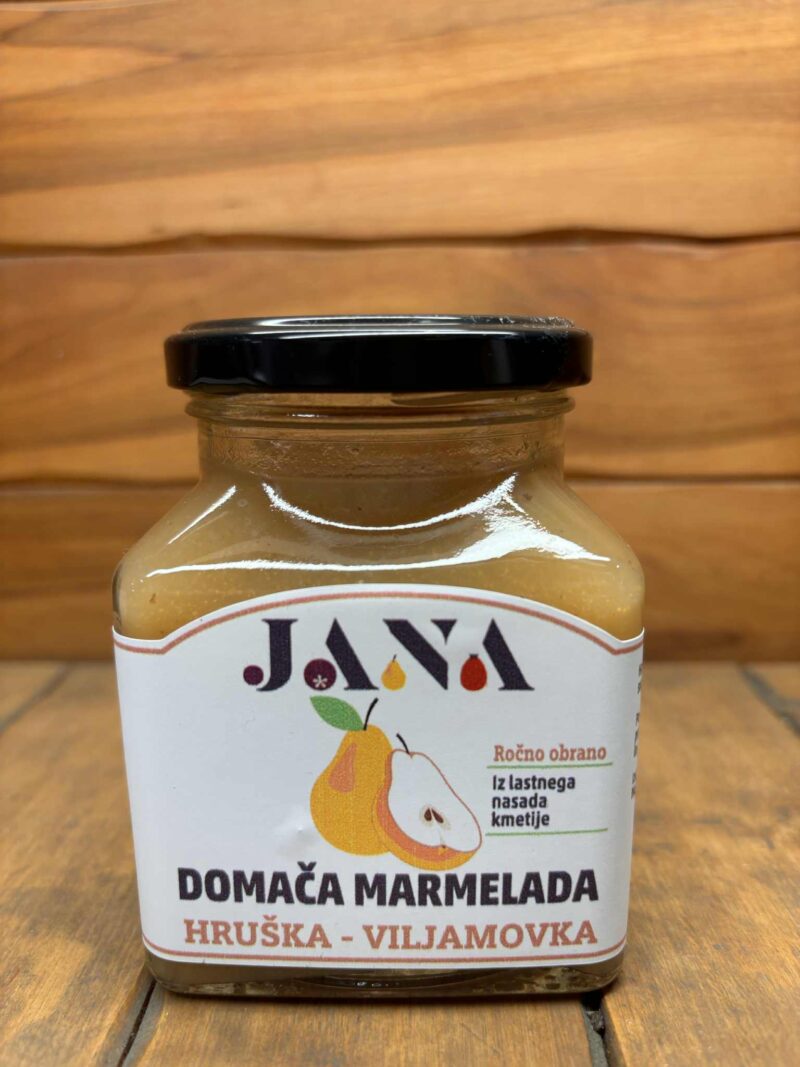 JANA
Ročno obrano
Iz lastnega
nasada
kmetije
DOMAČA MARMELADA
HRUŠKA - VILJAMOVKA